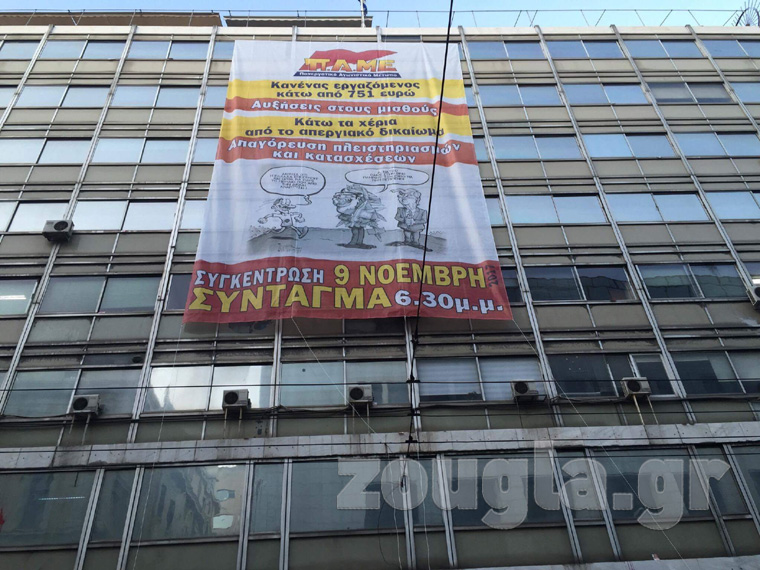 Π.Α.ΜΕ
Πανεργατικό Αγωνιστικό Μέτωπο
Κανένας εργαζόμενος
κάτω από 751 ευρώ
Αυξήσεις στους μισθούς
Κάτω τα χέρια
από το απεργιακό δικαίωμα
Απαγόρευση πλειστηριασμών
και κατασχέσεων
ΣΥΓΚΕΝΤΡΩΣΗ 9 ΝΟΕΜΒΡΗ
ΣΥΝΤΑΓΜΑ 6.30μ.μ.
zougla.gr